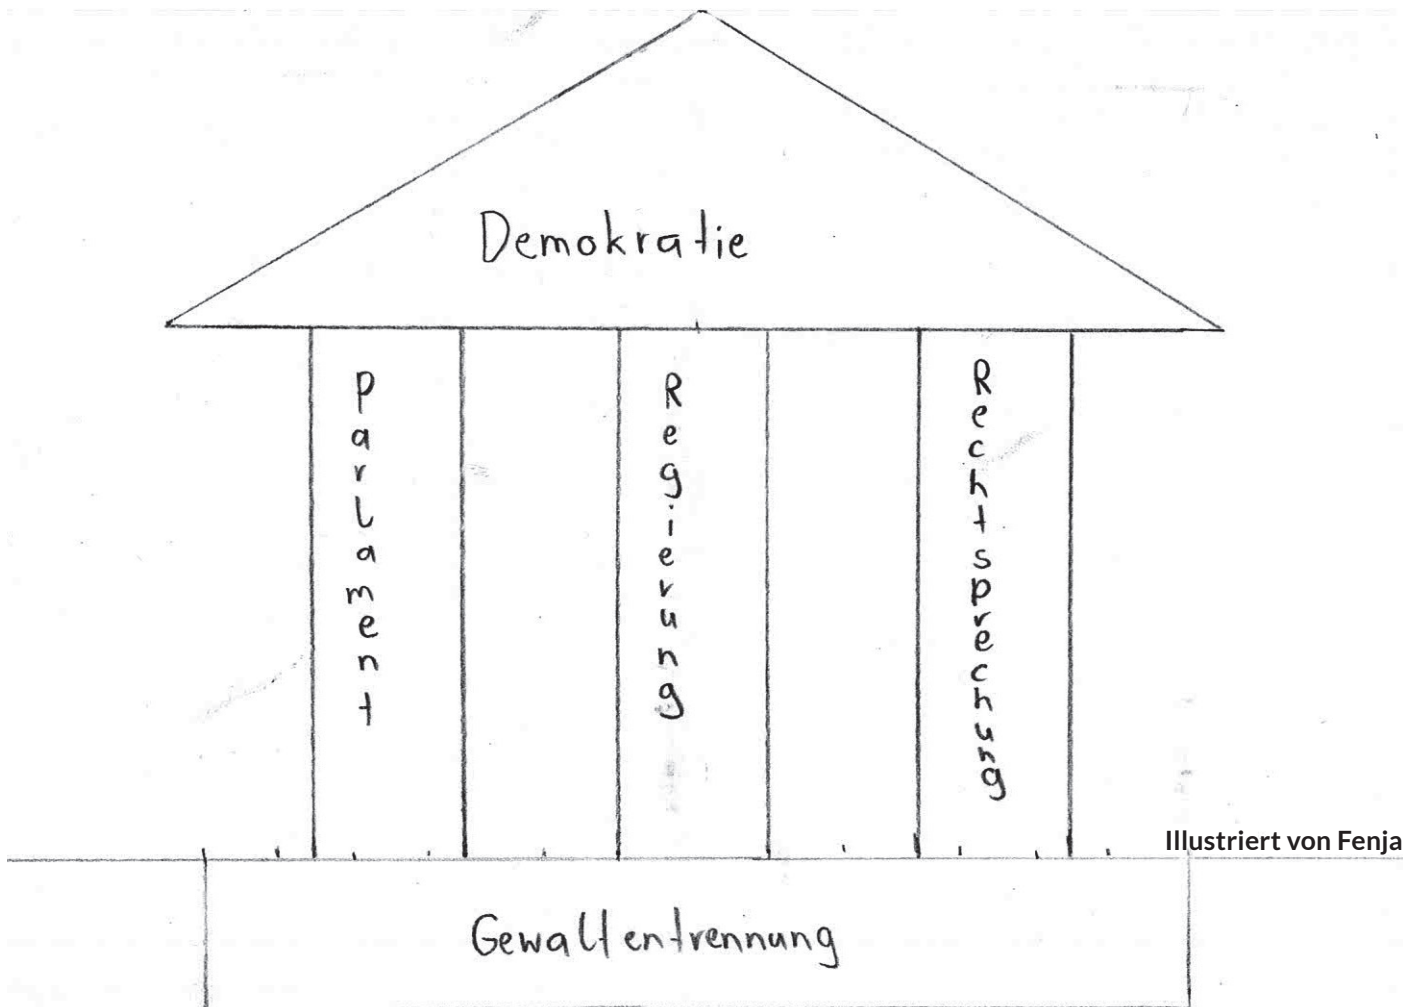 Demokratie
Parlament
Regierung
Rechtsprechung
Illustriert von Fenja
Gewaltentrennung